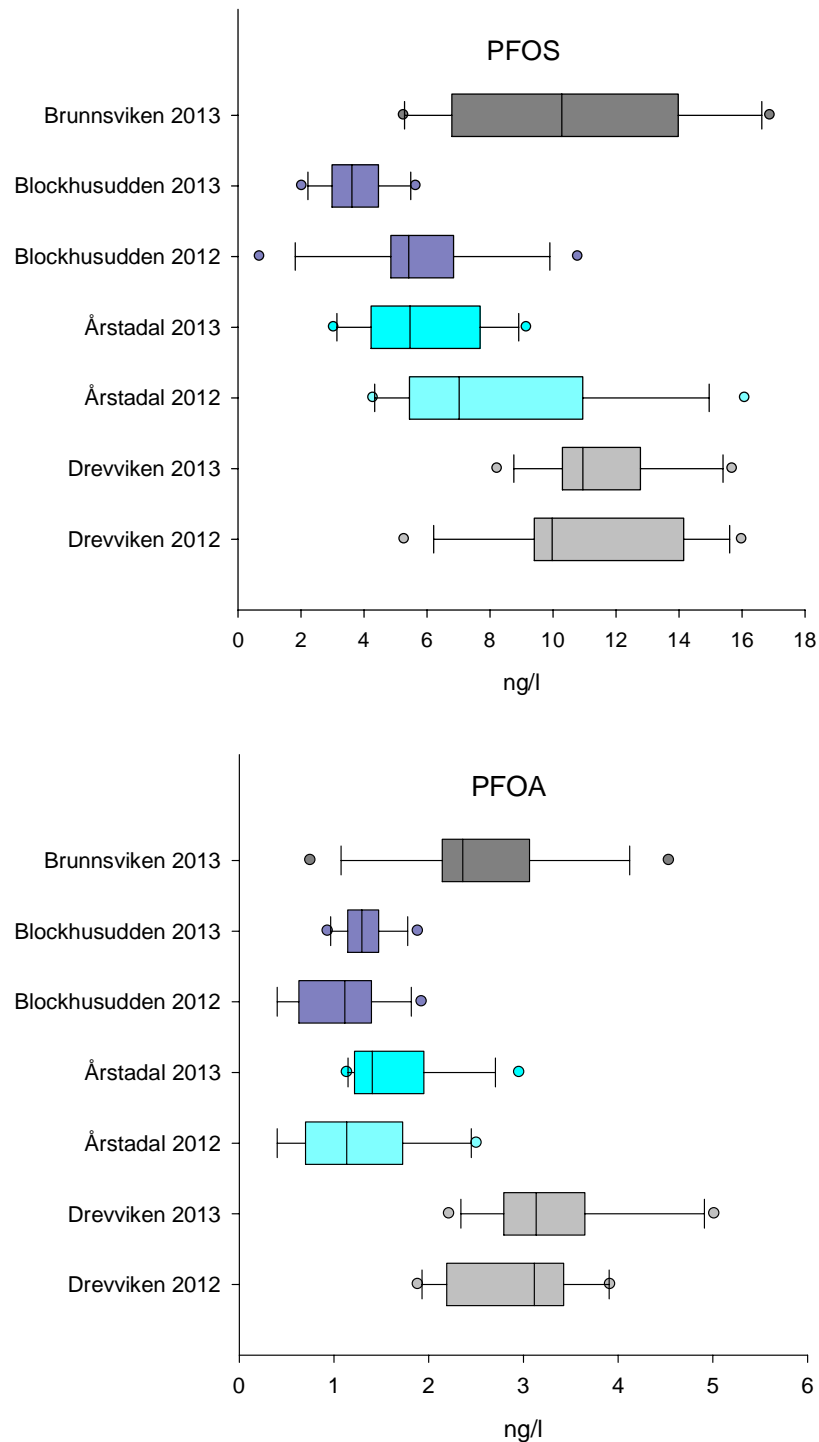 PFOS
Brunnsviken 2013
Blockhusudden 2013
Blockhusudden 2012
Årstadal 2013
Årstadal 2012
Drevviken 2013
Drevviken 2012
0 2 4 6 8 10 12 14 16 18
ng/l
PFOA
Brunnsviken 2013
Blockhusudden 2013
Blockhusudden 2012
Årstadal 2013
Årstadal 2012
Drevviken 2013
Drevviken 2012
0 1 2 3 4 5 6
ng/l